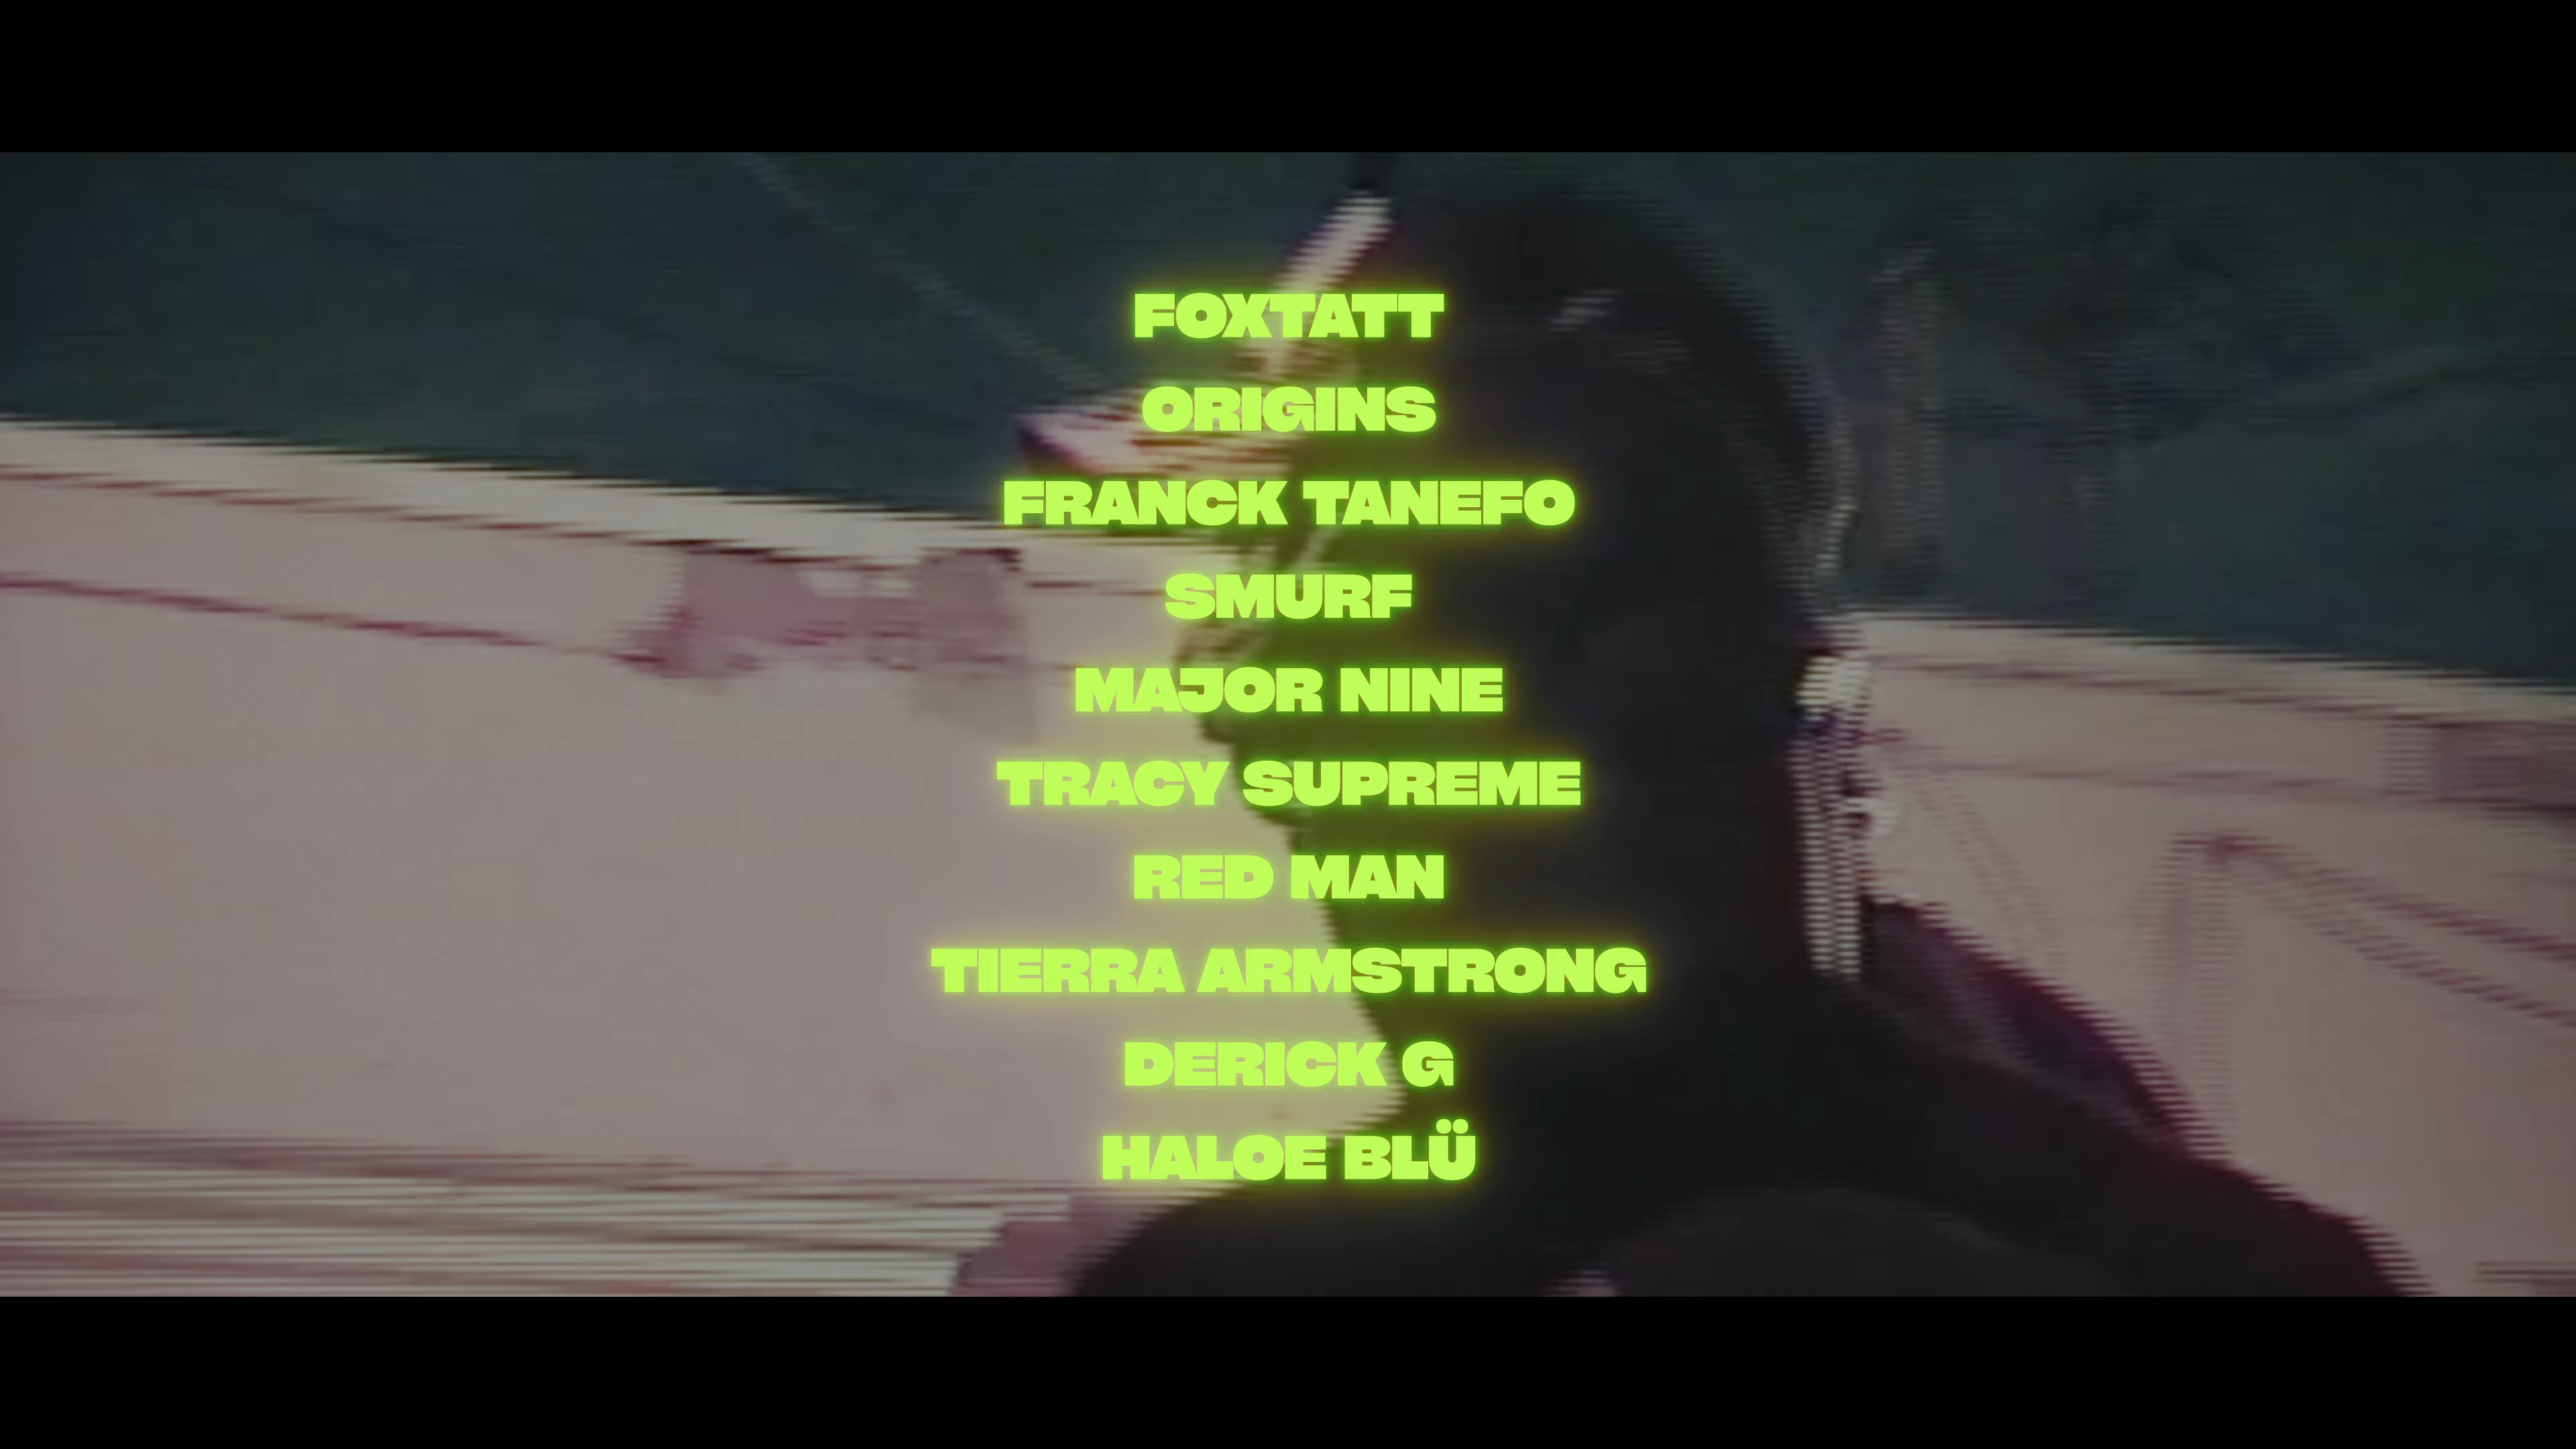 FOXTATT
ORIGINS
FRANCK TANEFO
SMURF
MAJOR NINE
TRACY SUPREME
RED MAN
TIERRA ARMSTRONG
DERICK G
HALOE BLÜ